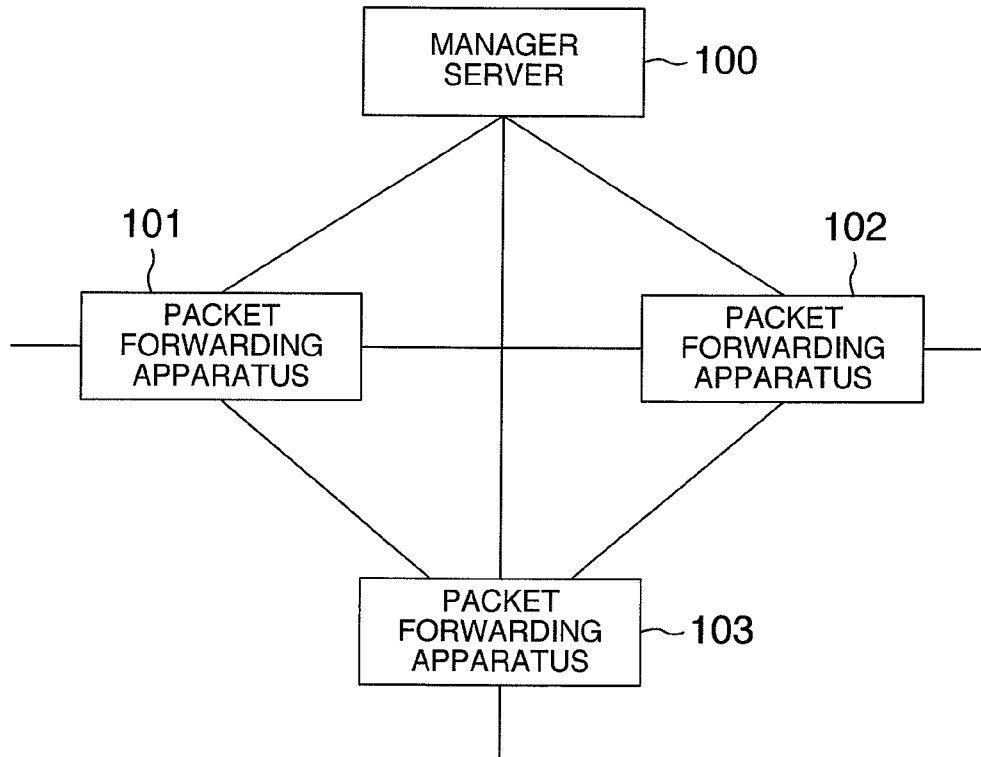 MANAGER
SERVER
100
101
102
PACKET
FORWARDING
APPARATUS
PACKET
FORWARDING
APPARATUS
PACKET
FORWARDING
APPARATUS
103